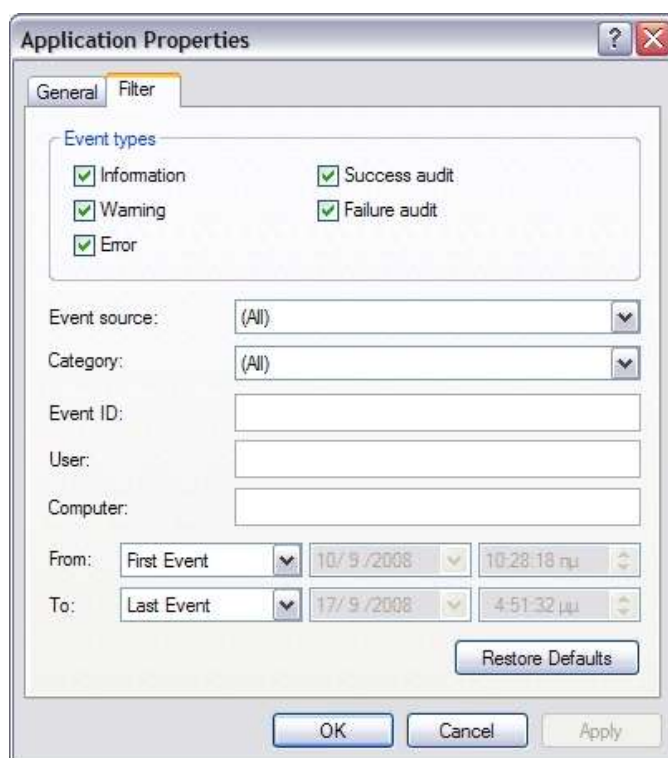 Application Properties
General Filter
Event types
Information Success audit
Warning Failure audit
Error
Event source: (All)
Category: (All)
Event ID:
User:
Computer:
From: First Event 10/ 9 /2008 10:28:18 πμ
To: Last Event 17/ 9 /2008 4:51:32 μμ
Restore Defaults
OK Cancel Apply